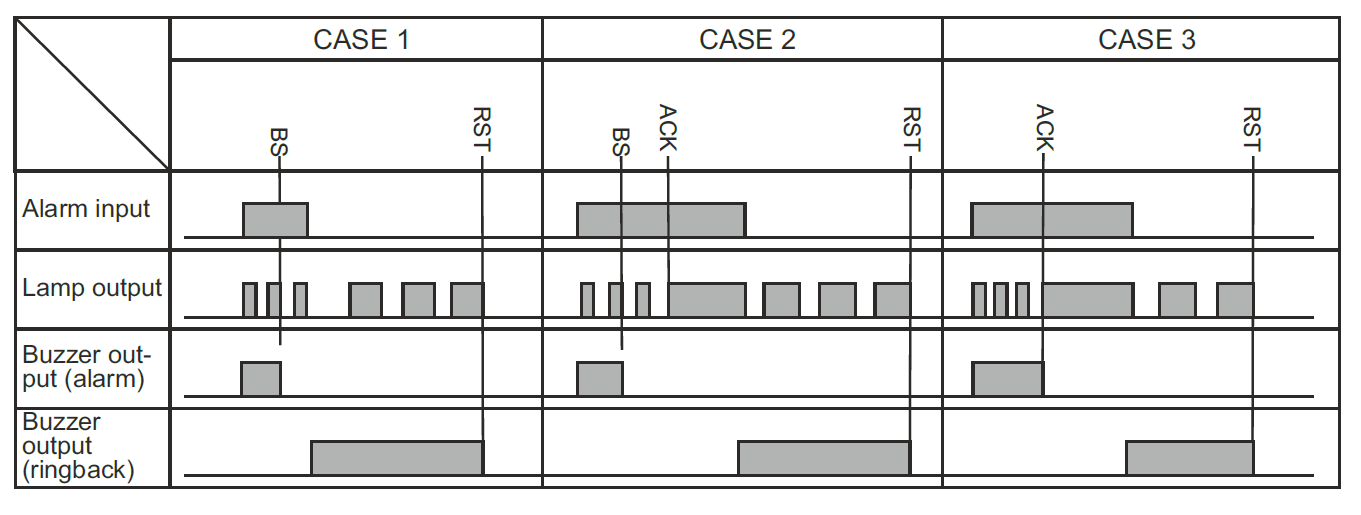 CASE 1
CASE 2
CASE 3
BS
RST
BS
ACK
RST
ACK
RST
Alarm input
Lamp output
Buzzer out-
put (alarm)
Buzzer
output
(ringback)